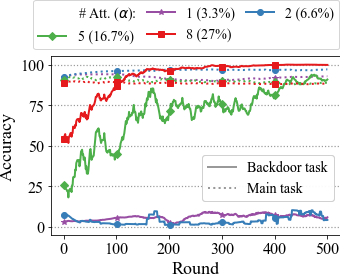 # Att. (α): 1 (3.3%) 2 (6.6%)
5 (16.7%) 8 (27%)
100
75
50
25
0
Accuracy
Backdoor task
Main task
0 100 200 300 400 500
Round